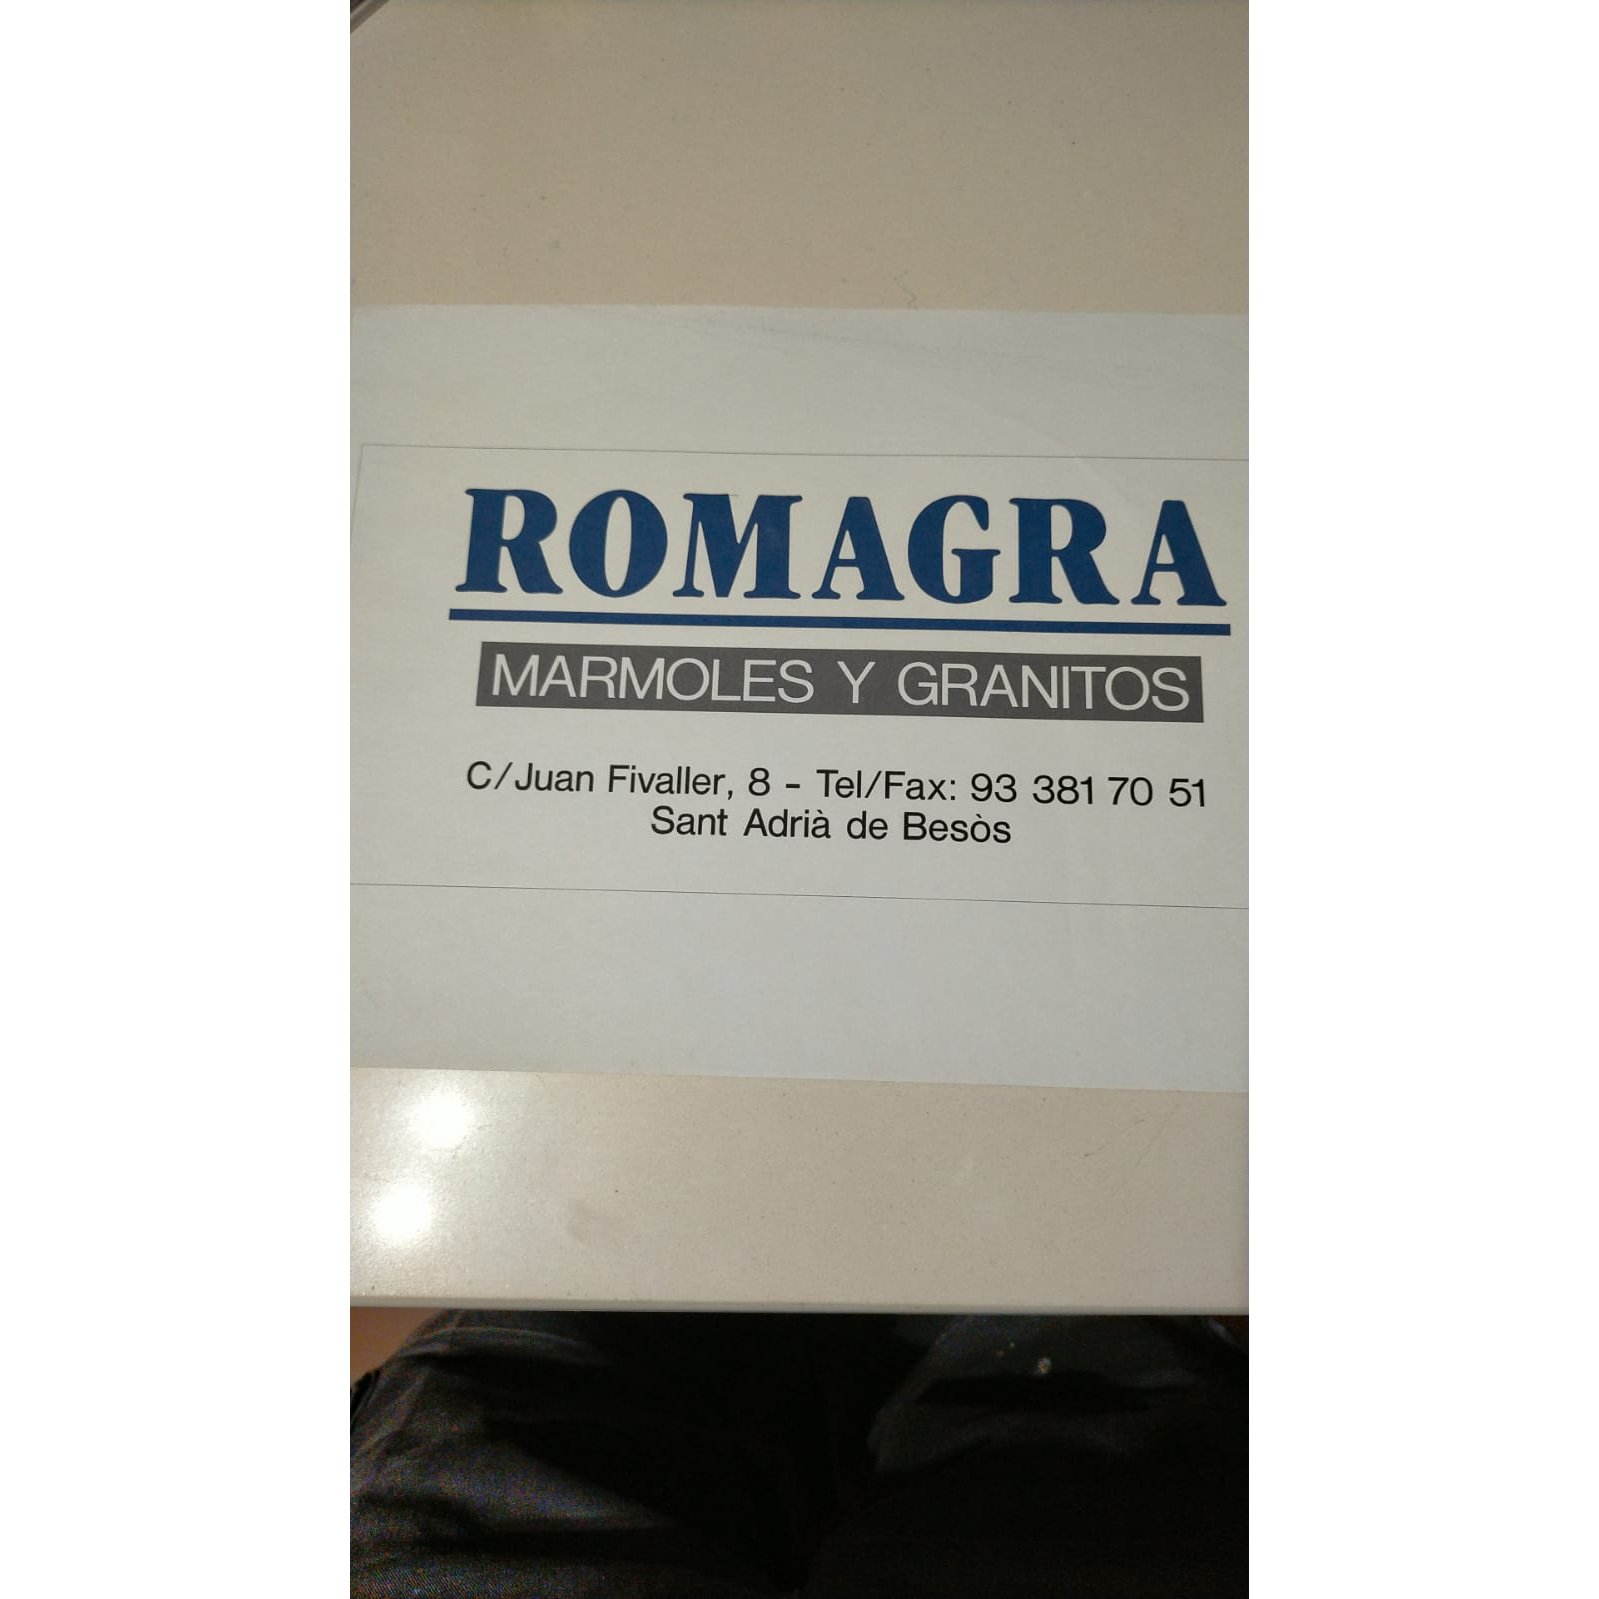 ROMAGRA
MARMOLES Y GRANITOS
C/Juan Fivaller, 8 - Tel/Fax: 93 381 70 51
Sant Adrià de Besòs